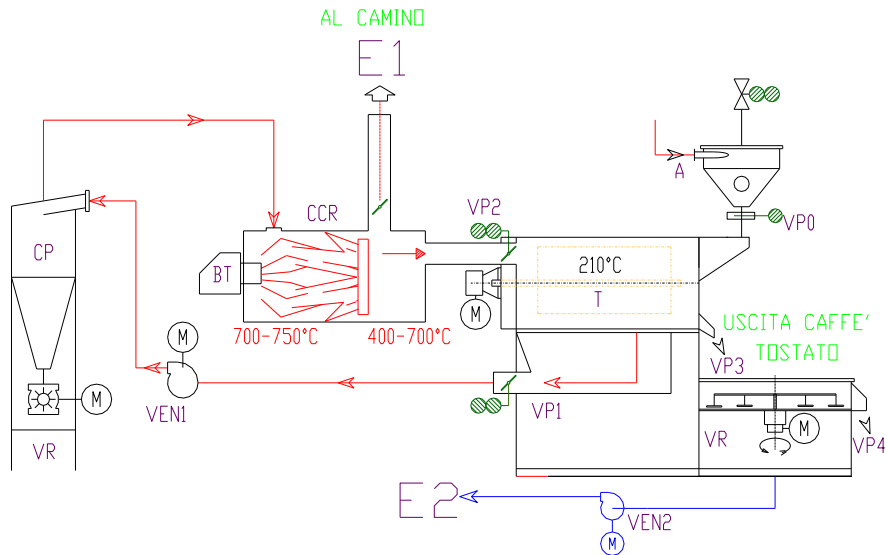 AL CAMINO
E1
A
VP0
CCR
VP2
CP
BT
210°C
T
M
700-750°C
400-700°C
USCITA CAFFE'
TOSTATO
M
VP3
M
VEN1
VP1
M
VR
VR
VP4
E2
VEN2
M